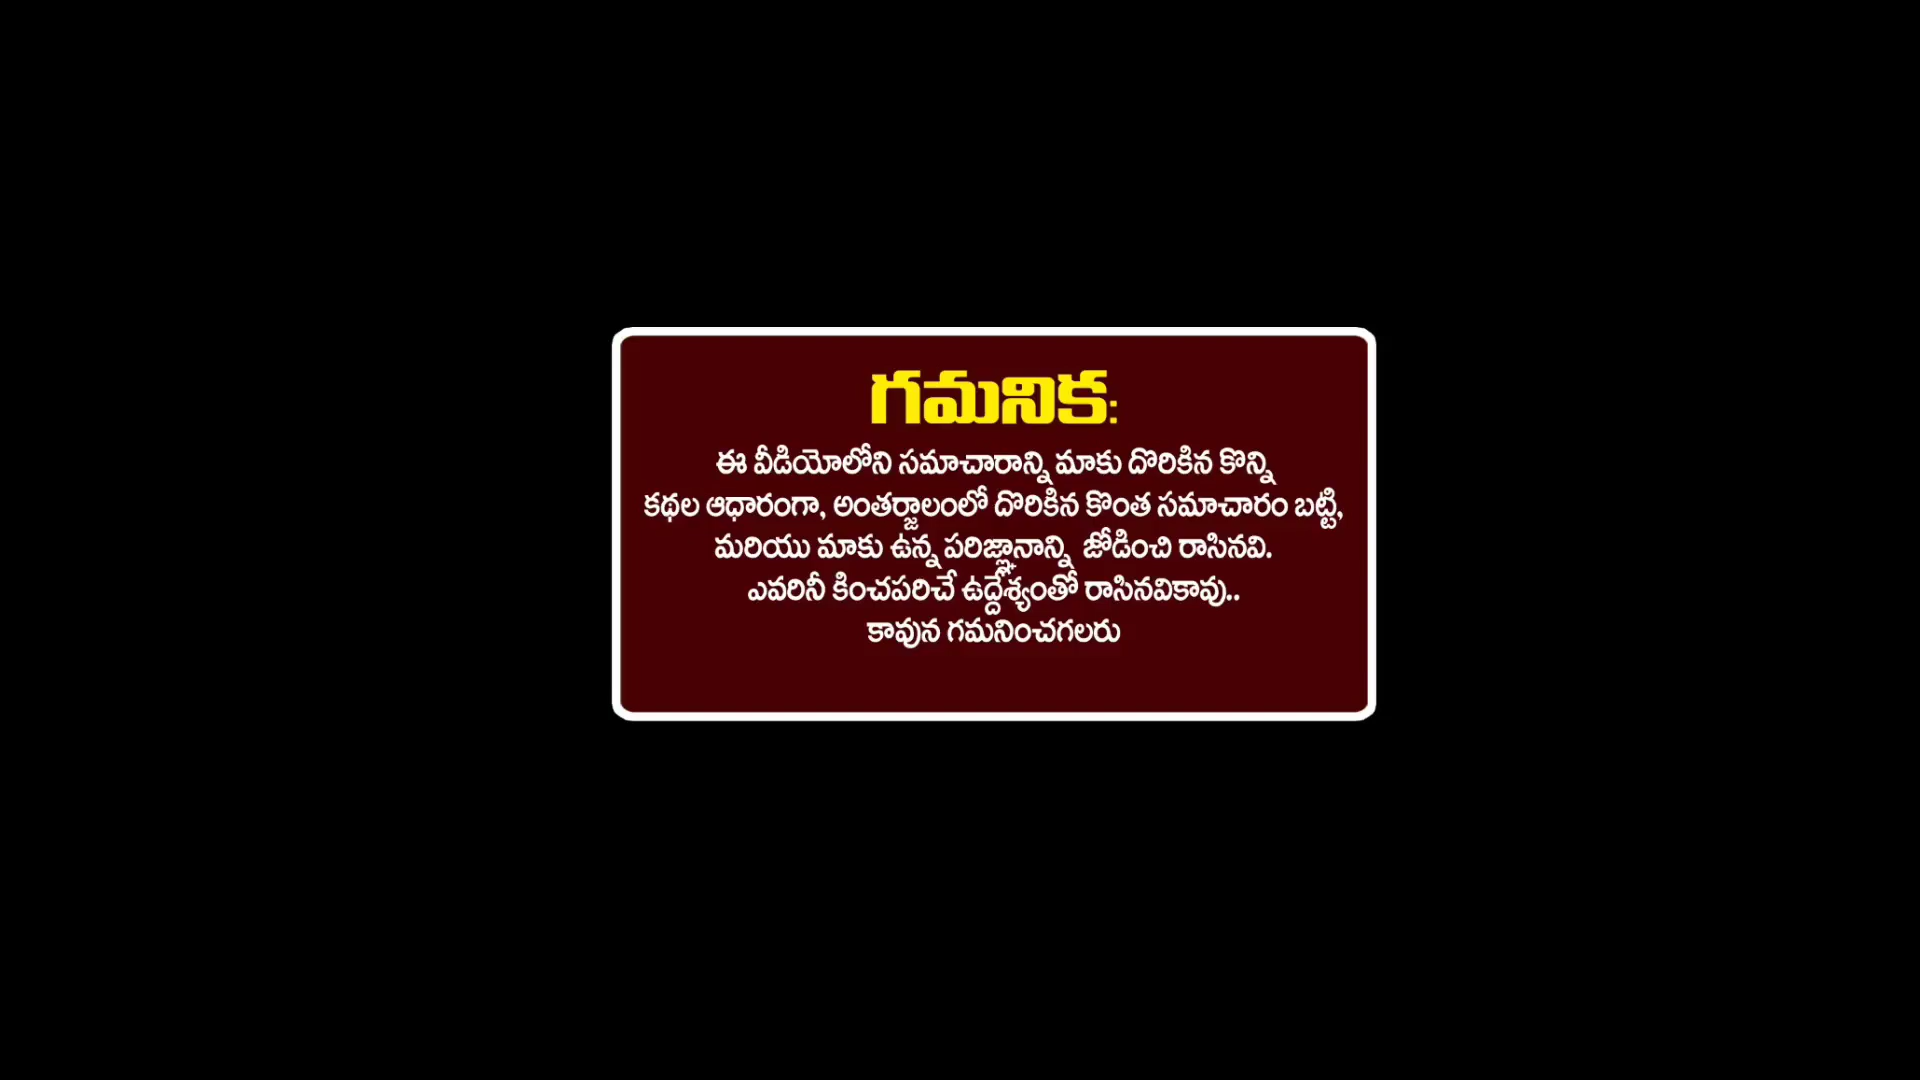 గమనిక:
ఈ వీడియోలోని సమాచారాన్ని మాకు దొరికిన కొన్ని
కథల ఆధారంగా, అంతర్జాలంలో దొరికిన కొంత సమాచారం బట్టి,
మరియు మాకు ఉన్న పరిజ్ఞానాన్ని జోడించి రాసినవి.
ఎవరినీ కించపరిచే ఉద్దేశ్యంతో రాసినవికావు..
కావున గమనించగలరు